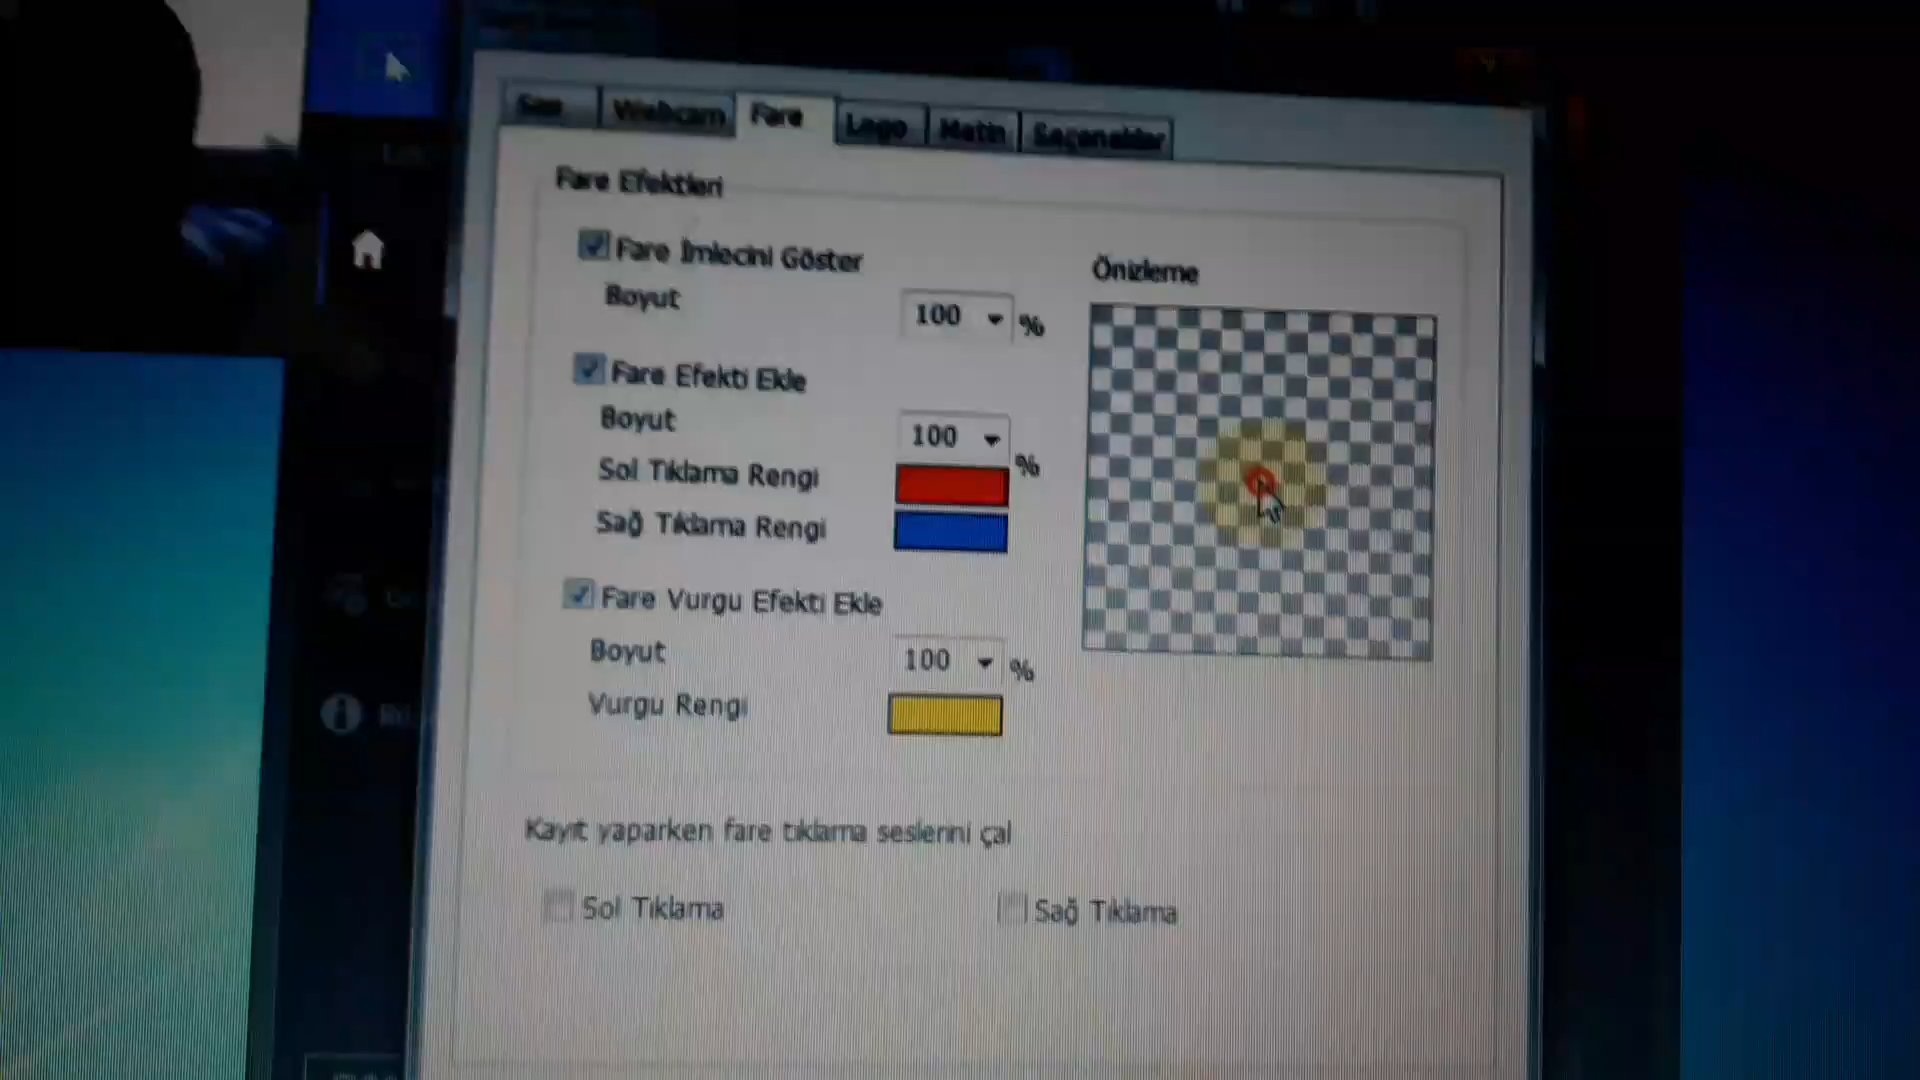 Ses Webcam Fare Logo Metin Seçenekler
Fare Efektleri
Fare İmlecini Göster
Boyut 100 %
Önizleme
Fare Efekti Ekle
Boyut 100 %
Sol Tıklama Rengi
Sağ Tıklama Rengi
Fare Vurgu Efekti Ekle
Boyut 100 %
Vurgu Rengi
Kayıt yaparken fare tıklama seslerini çal
Sol Tıklama Sağ Tıklama